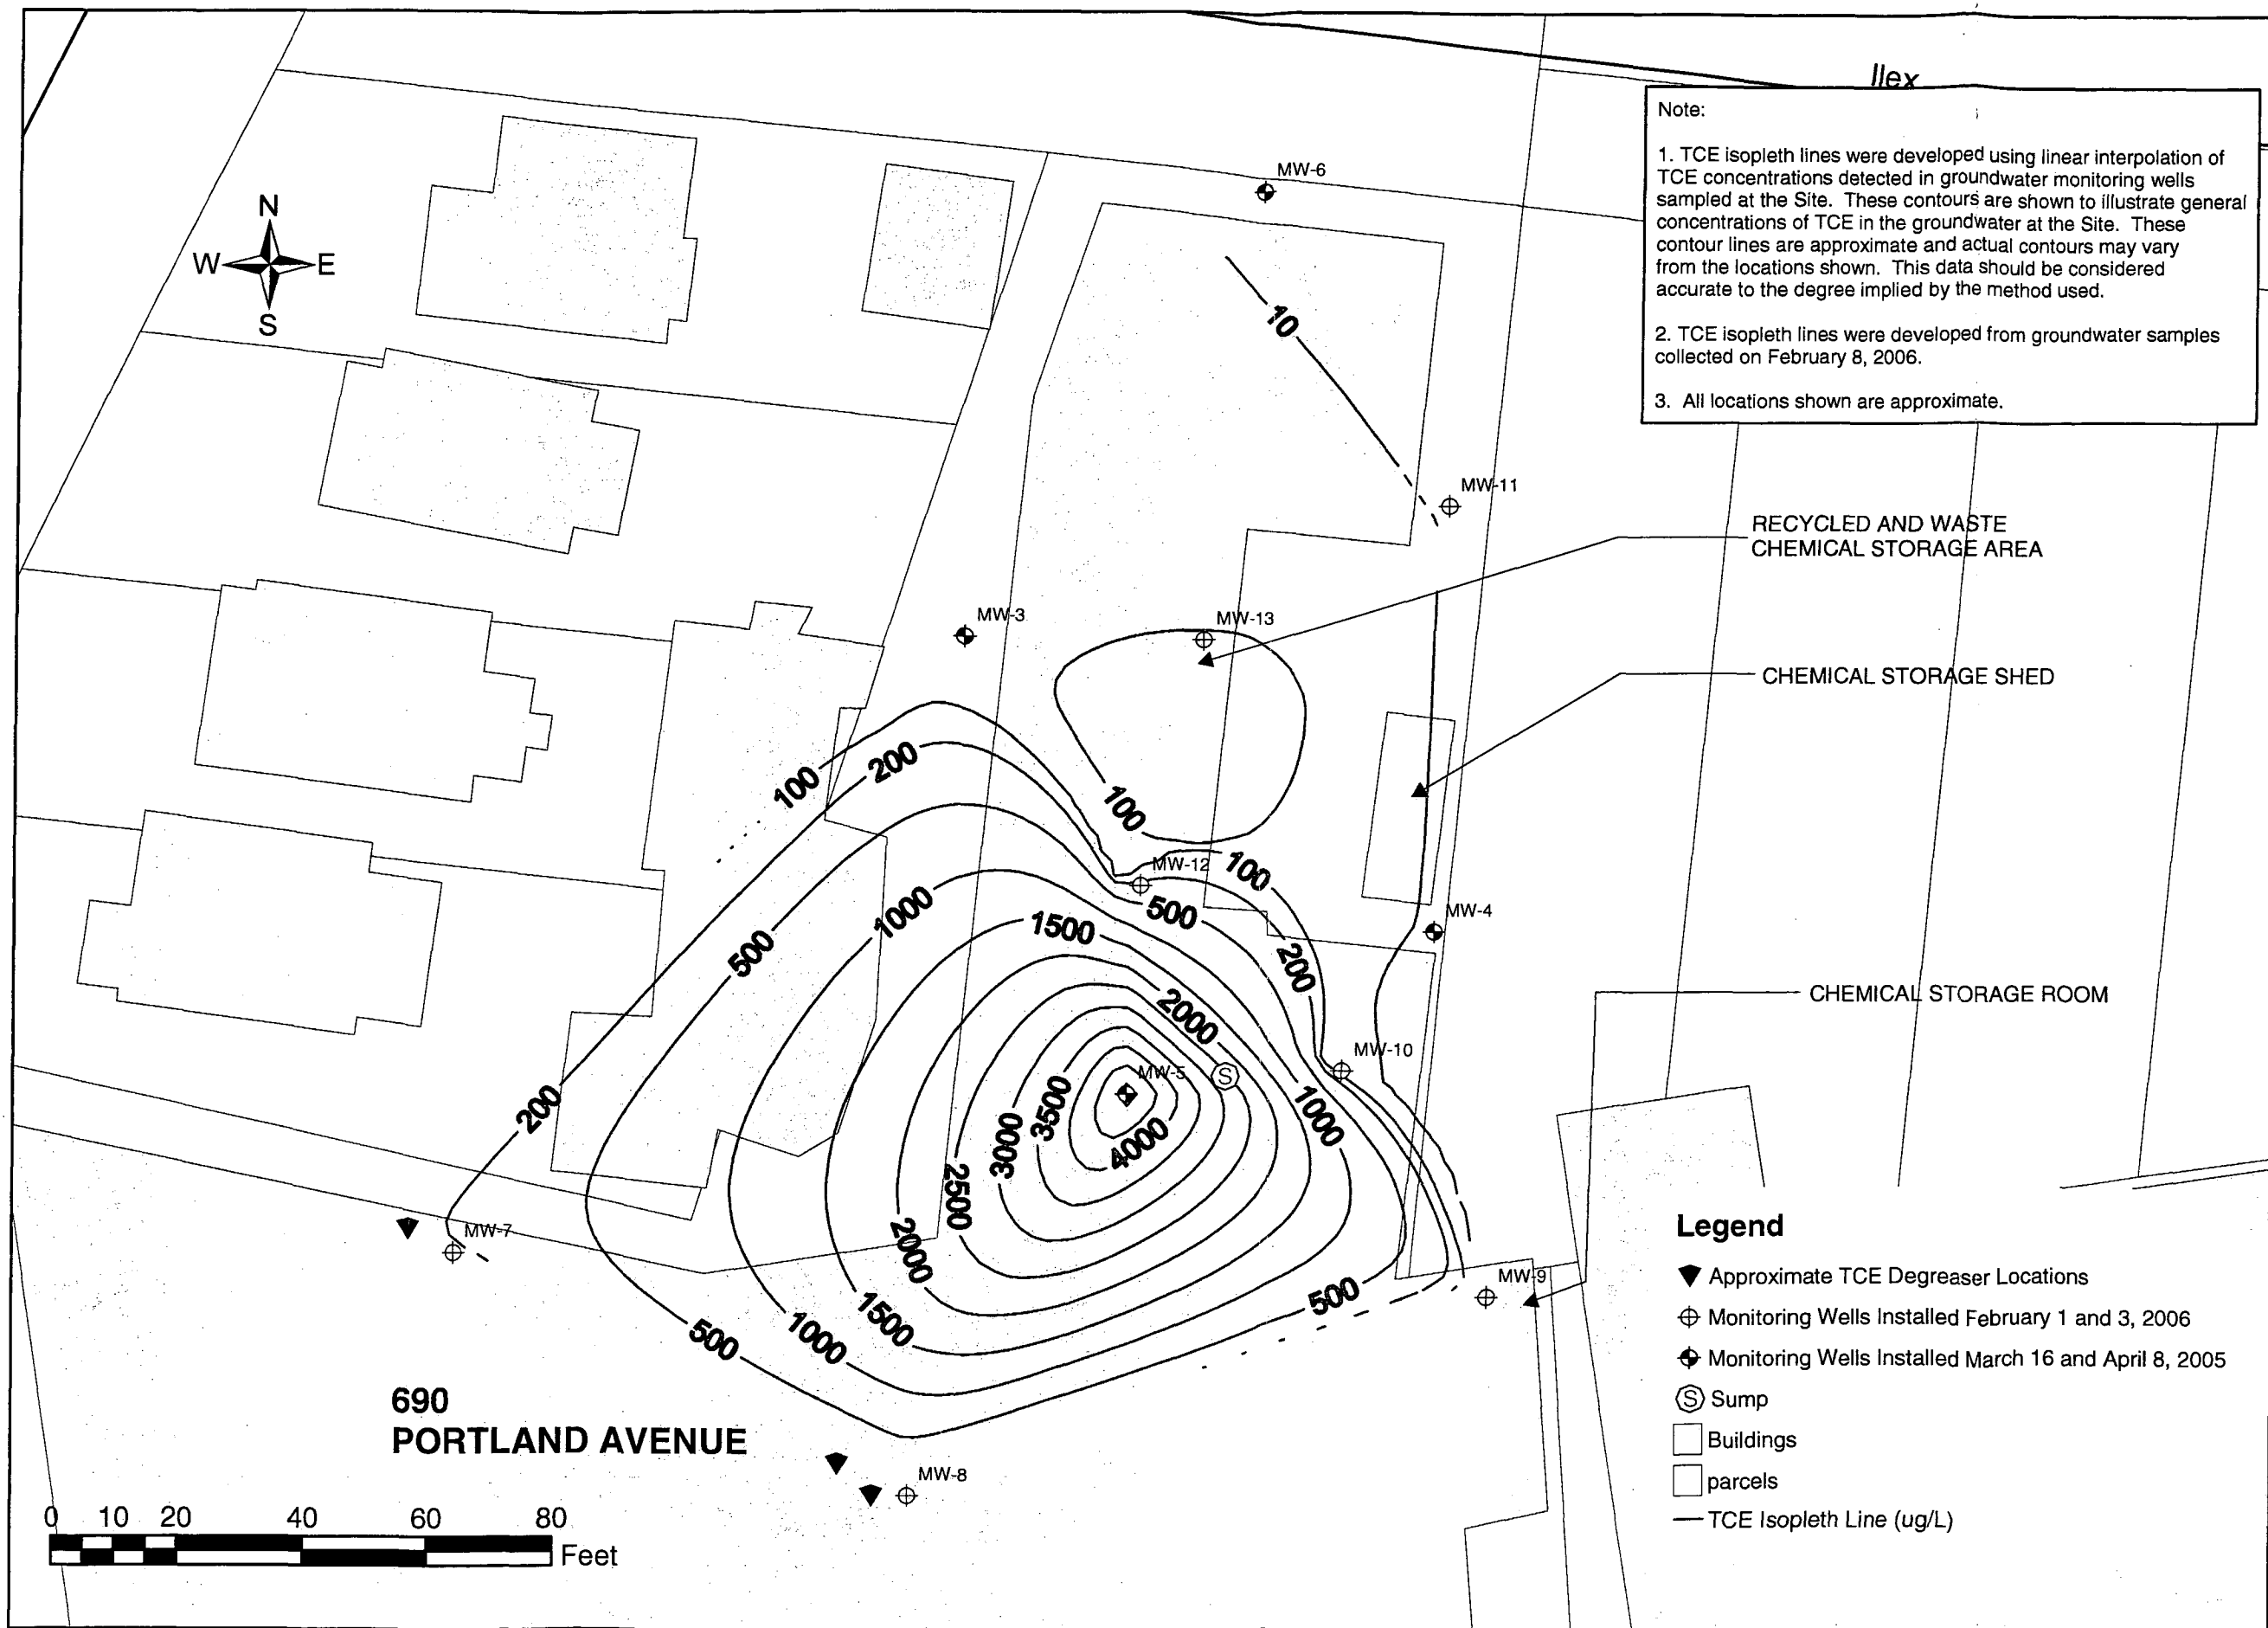 Ilex
Note:
1. TCE isopleth lines were developed using linear interpolation of
TCE concentrations detected in groundwater monitoring wells
sampled at the Site. These contours are shown to illustrate general
concentrations of TCE in the groundwater at the Site. These
contour lines are approximate and actual contours may vary
from the locations shown. This data should be considered
accurate to the degree implied by the method used.
2. TCE isopleth lines were developed from groundwater samples
collected on February 8, 2006.
3. All locations shown are approximate.
N
W E
S
MW-6
10
MW-11
RECYCLED AND WASTE
CHEMICAL STORAGE AREA
MW-3
MW-13
CHEMICAL STORAGE SHED
100
200
100
MW-12
100
500
1000
1500
500
200
MW-4
CHEMICAL STORAGE ROOM
2000
MW-10
MW-5
S
200
3500
3000
4000
1000
2500
2000
MW-7
1500
1000
500
500
MW-9
690
PORTLAND AVENUE
MW-8
0 10 20 40 60 80
Feet
Legend
Approximate TCE Degreaser Locations
Monitoring Wells Installed February 1 and 3, 2006
Monitoring Wells Installed March 16 and April 8, 2005
S Sump
Buildings
parcels
TCE Isopleth Line (ug/L)